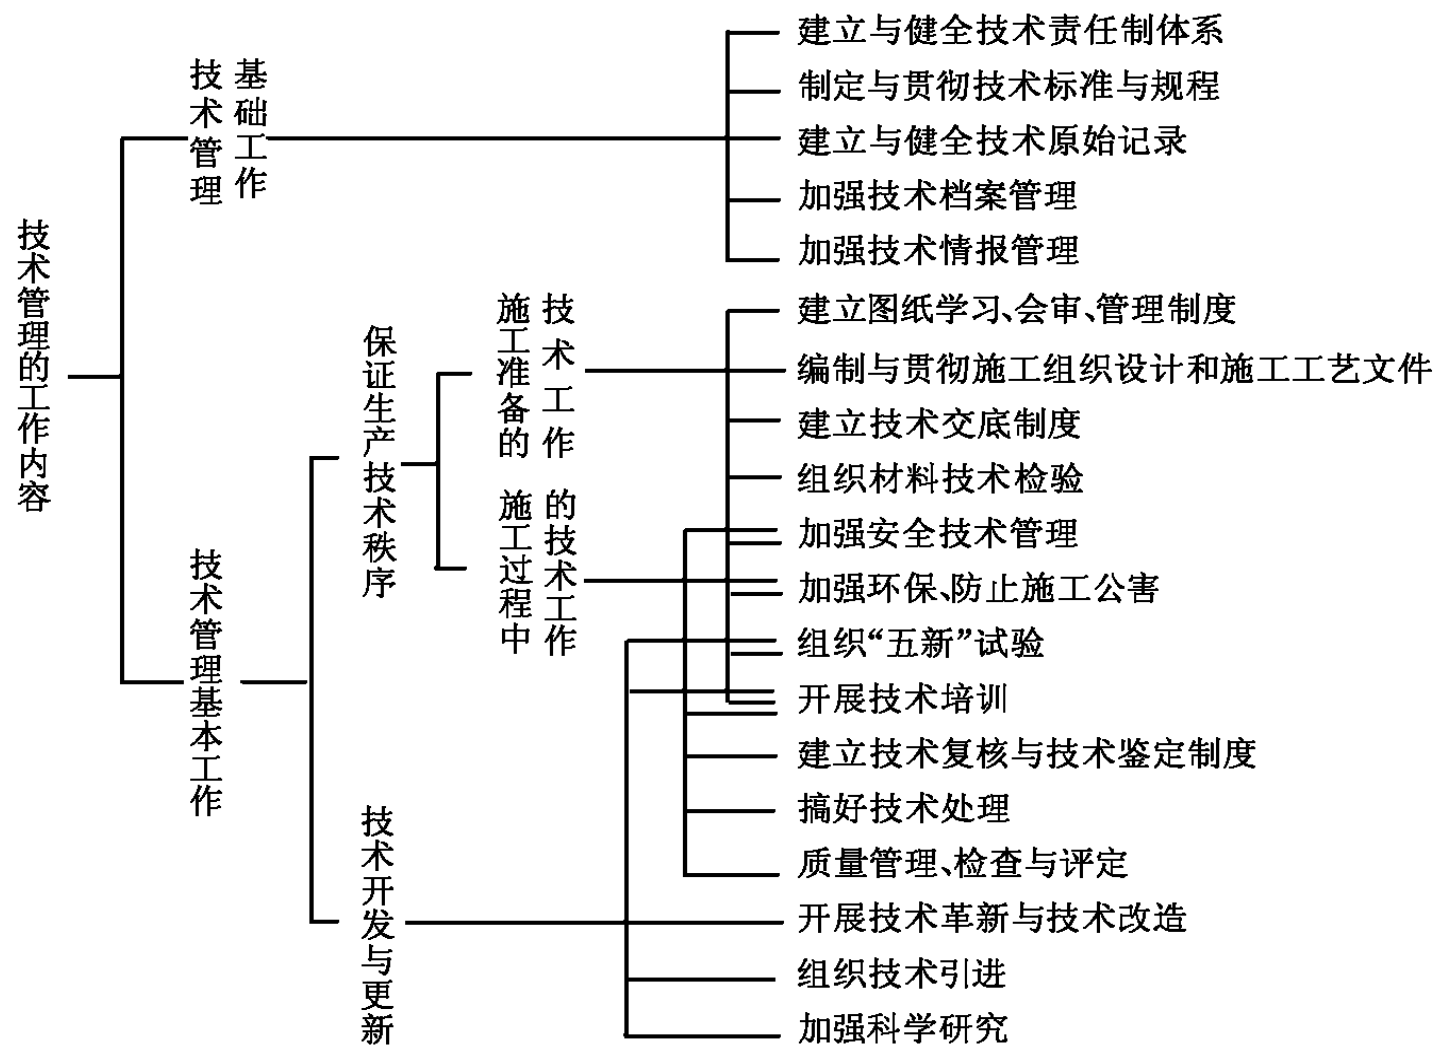 技术管理的工作内容
技术管理
基础工作
建立与健全技术责任制体系
制定与贯彻技术标准与规程
建立与健全技术原始记录
加强技术档案管理
加强技术情报管理
技术管理基本工作
保证生产技术秩序
施工准备的
技术工作
施工过程中
的技术工作
技术开发与更新
建立图纸学习、会审、管理制度
编制与贯彻施工组织设计和施工工艺文件
建立技术交底制度
组织材料技术检验
加强安全技术管理
加强环保、防止施工公害
组织“五新”试验
开展技术培训
建立技术复核与技术鉴定制度
搞好技术处理
质量管理、检查与评定
开展技术革新与技术改造
组织技术引进
加强科学研究